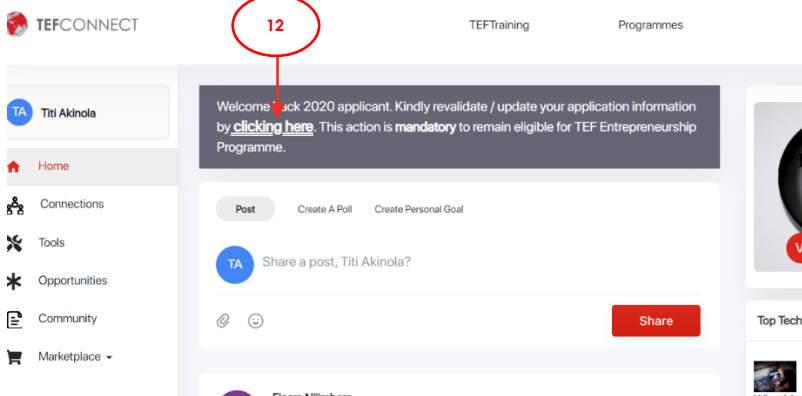 TEFCONNECT
12
TEFTraining
Programmes
TA
Titi Akinola
Welcome back 2020 applicant. Kindly revalidate / update your application information
by clicking here. This action is mandatory to remain eligible for TEF Entrepreneurship
Programme.
Home
Connections
Tools
Opportunities
Community
Marketplace
Post
Create A Poll
Create Personal Goal
TA
Share a post, Titi Akinola?
Share
Top Tech